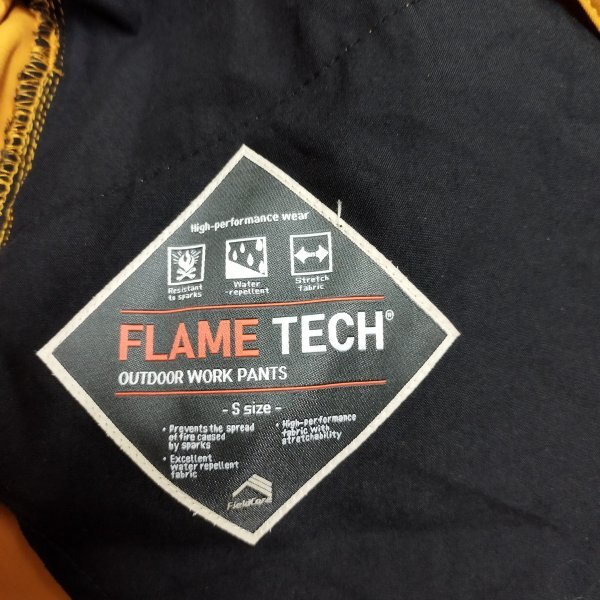 High-performance wear
Resistant
to sparks
Water
-repellent
Stretch
fabric
FLAME TECH®
OUTDOOR WORK PANTS
- S size -
• Prevents the spread
of fire caused
by sparks
• Excellent
water repellent
fabric
• High-performance
fabric with
stretchability
FieldCore